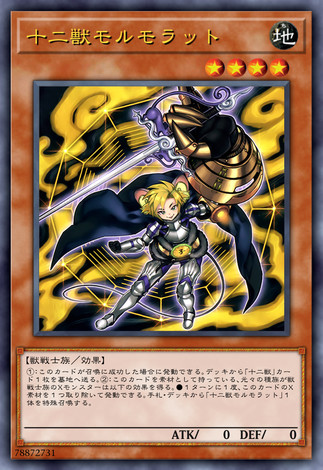 十二獣モルモラット
地
【獣戦士族／効果】
①:このカードが召喚に成功した場合に発動できる。デッキから「十二獣」カー
ド１枚を墓地へ送る。②:このカードを素材として持っている、元々の種族が獣
戦士族のXモンスターは以下の効果を得る。●１ターンに１度、このカードのX
素材を１つ取り除いて発動できる。手札・デッキから「十二獣モルモラット」１
体を特殊召喚する。
ATK/ 0 DEF/ 0
78872731